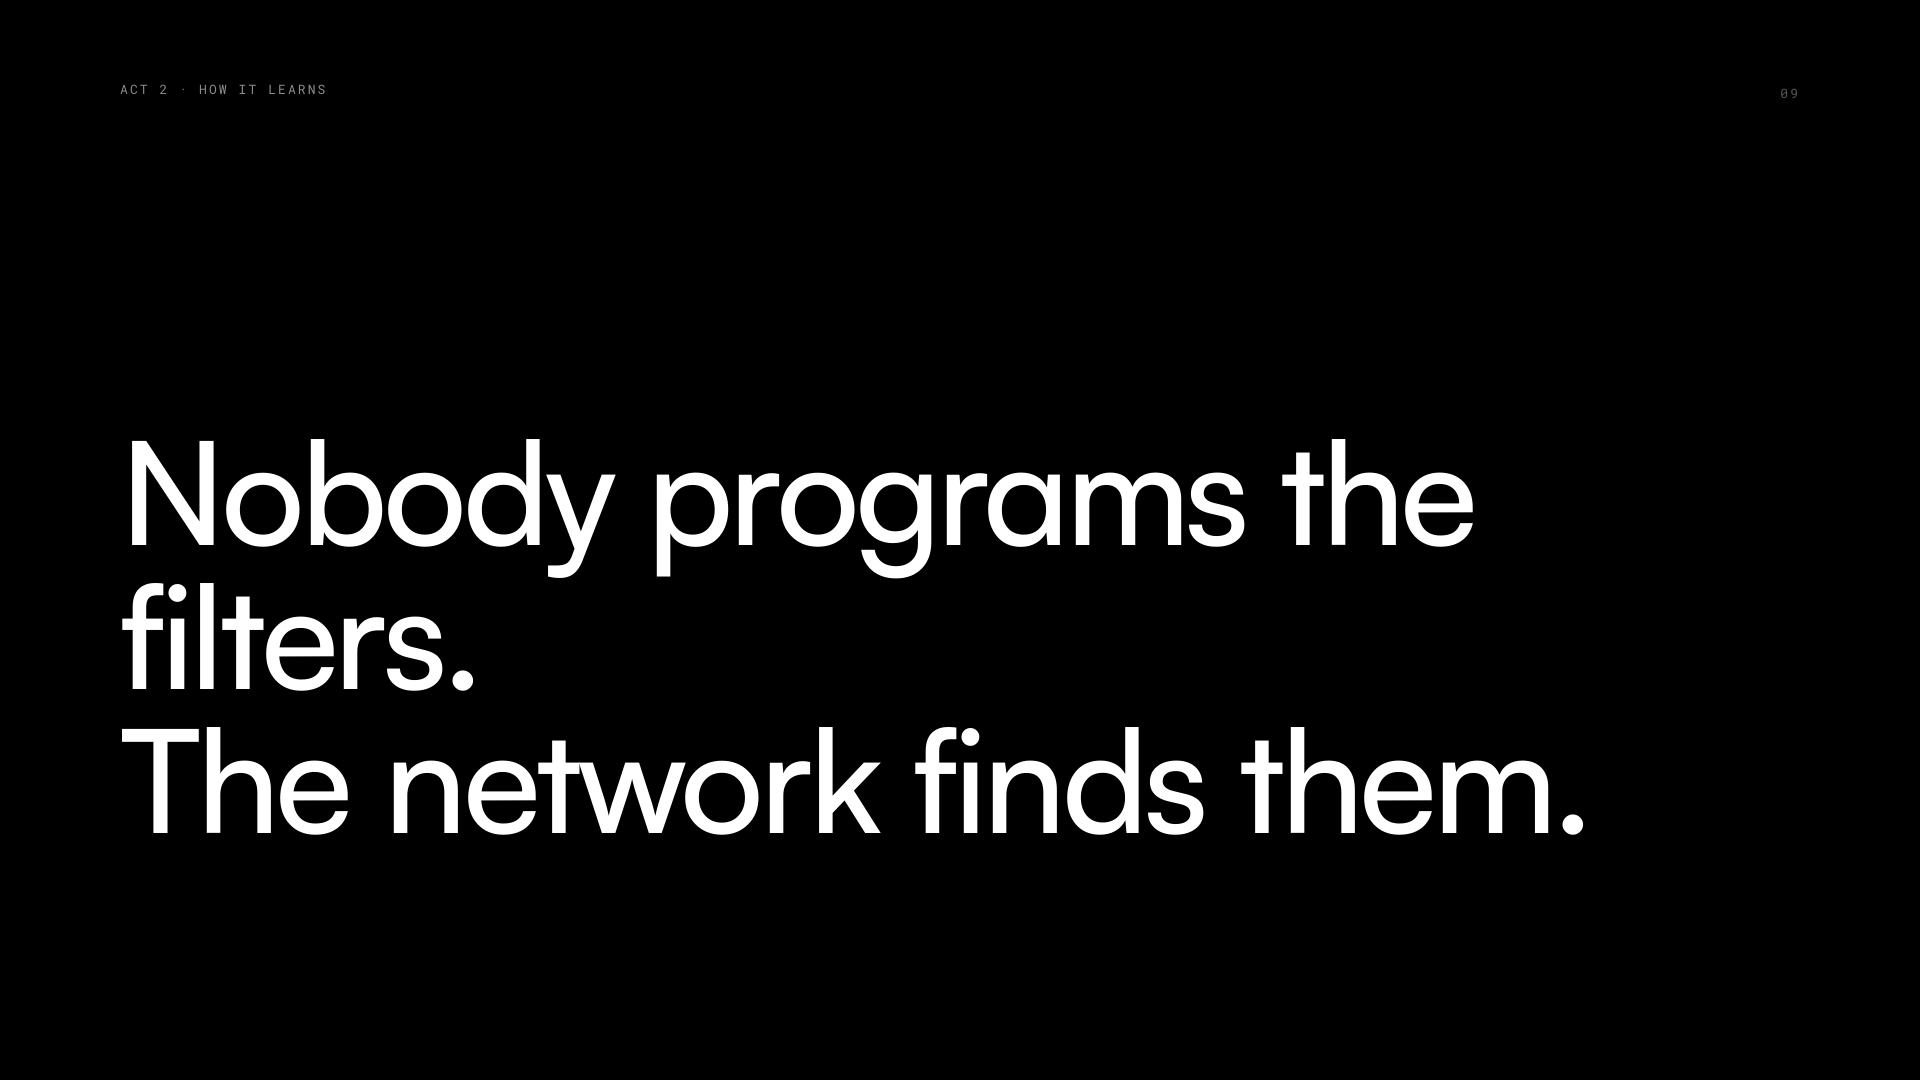 ACT 2 · HOW IT LEARNS
09
Nobody programs the
filters.
The network finds them.